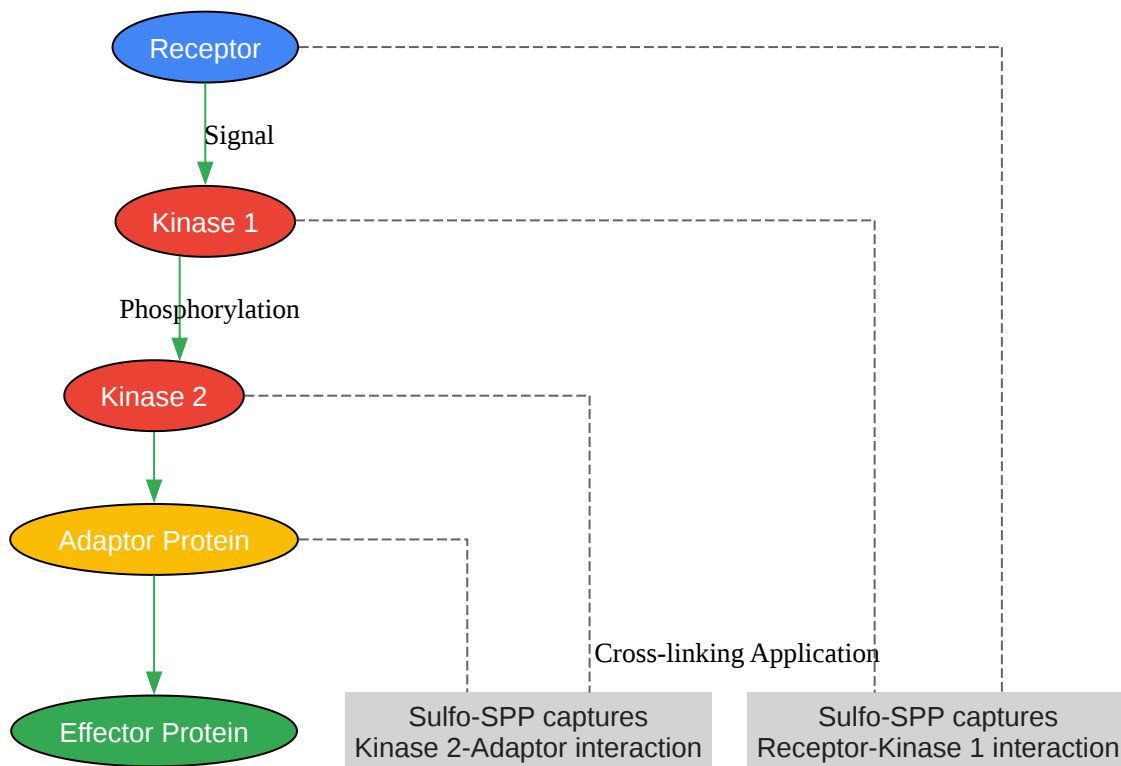 Receptor
Signal
Kinase 1
Phosphorylation
Kinase 2
Adaptor Protein
Cross-linking Application
Effector Protein
Sulfo-SPP captures
Kinase 2-Adaptor interaction
Sulfo-SPP captures
Receptor-Kinase 1 interaction